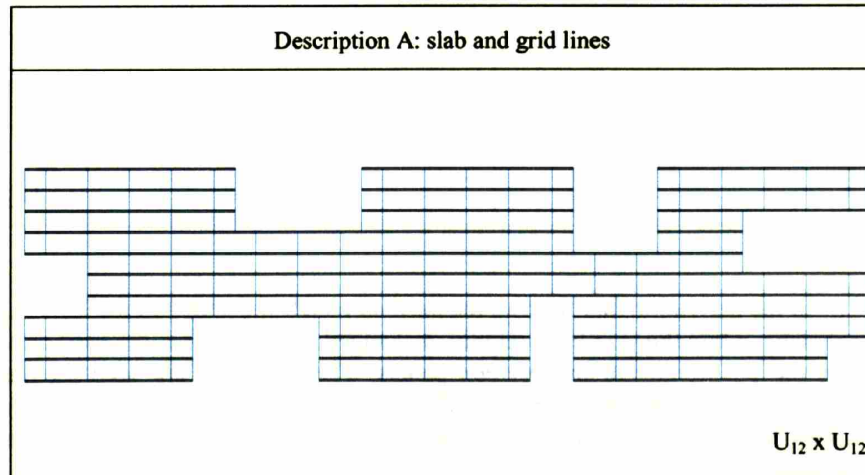 Description A: slab and grid lines
U₁₂ x U₁₂